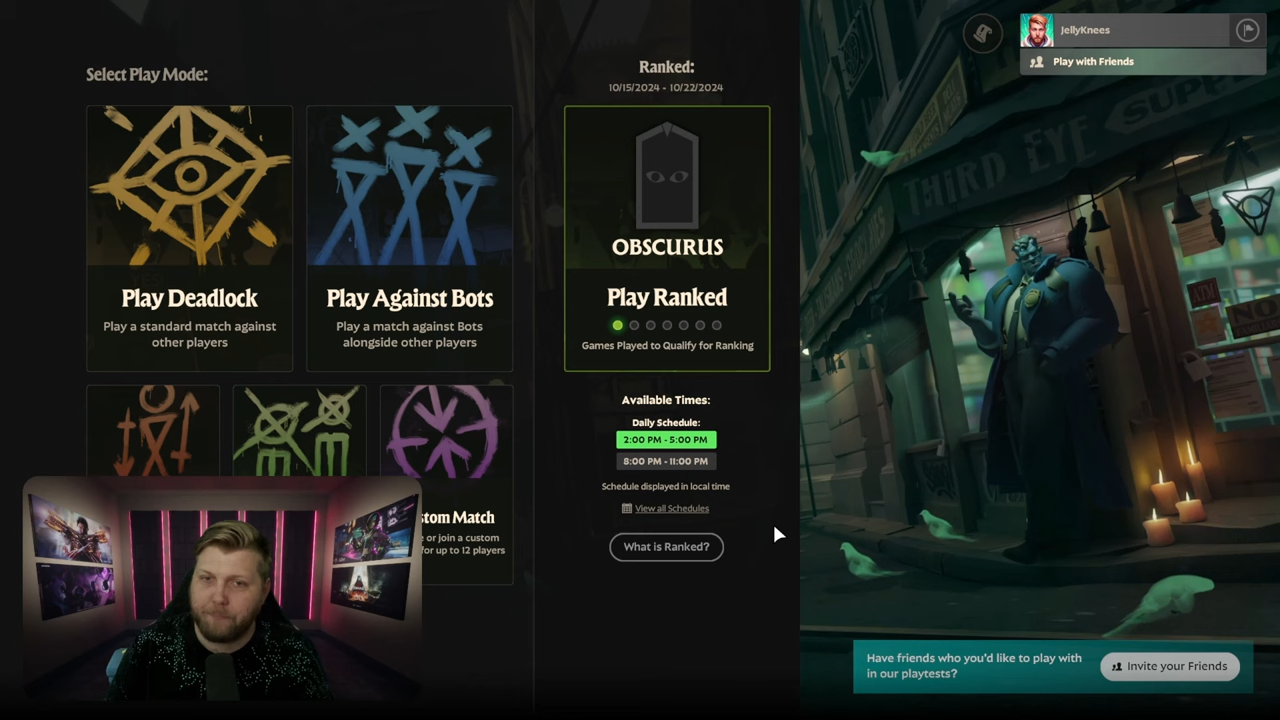 Select Play Mode:
Play Deadlock
Play a standard match against
other players
Play Against Bots
Play a match against Bots
alongside other players
stom Match
e or join a custom
for up to 12 players
Ranked:
10/15/2024 - 10/22/2024
OBSCURUS
Play Ranked
Games Played to Qualify for Ranking
Available Times:
Daily Schedule:
2:00 PM - 5:00 PM
8:00 PM - 11:00 PM
Schedule displayed in local time
View all Schedules
What is Ranked?
JellyKnees
Play with Friends
THIRD EYE SUPP
ATM
NO
Have friends who you'd like to play with
in our playtests?
Invite your Friends